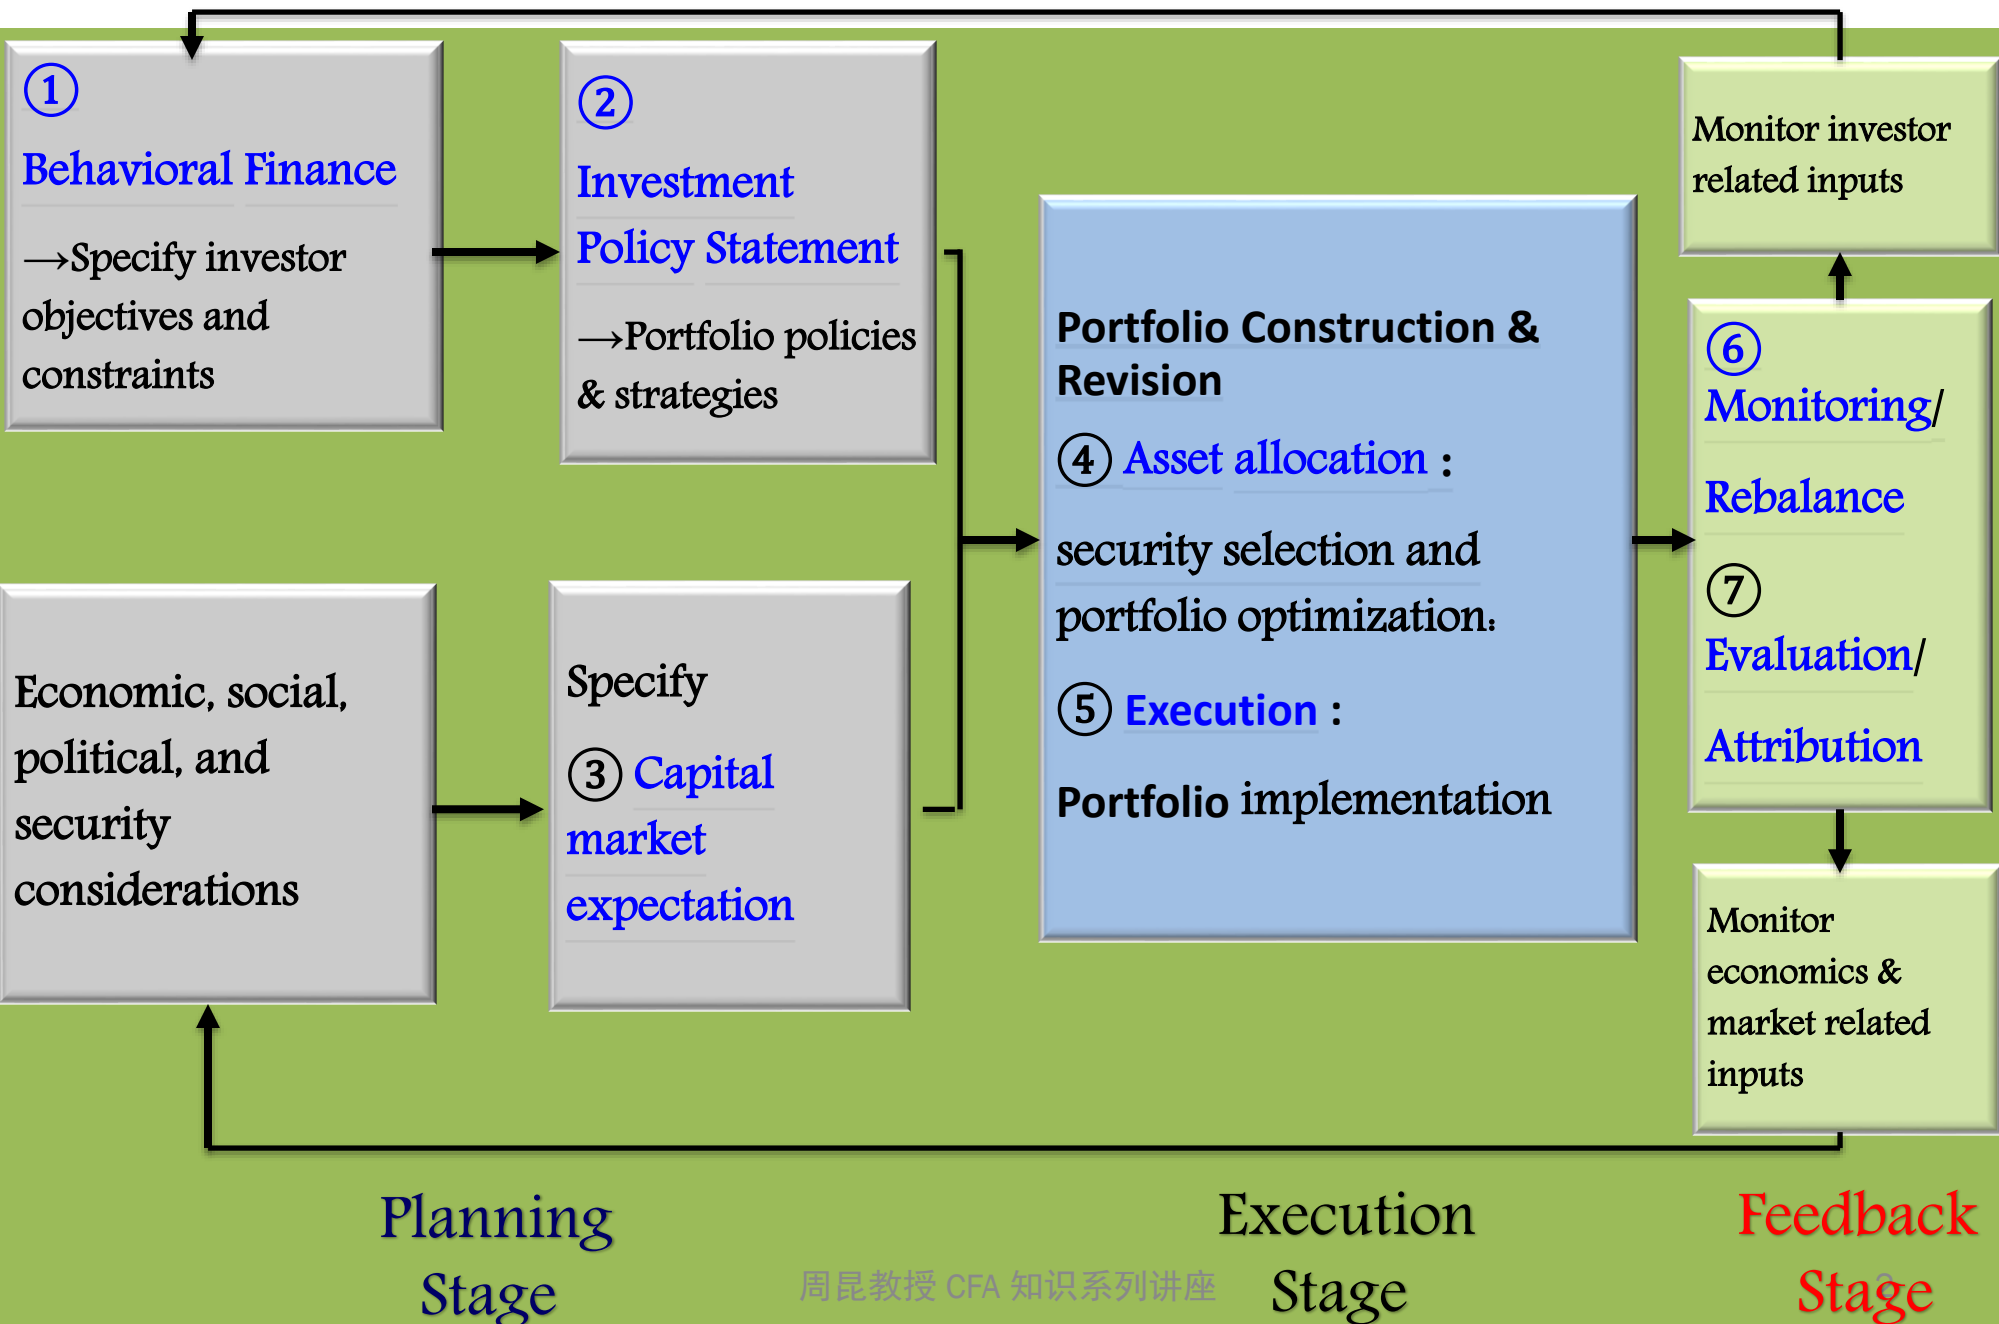 ①
Behavioral Finance
→Specify investor
objectives and
constraints
②
Investment
Policy Statement
→Portfolio policies
& strategies
Economic, social,
political, and
security
considerations
Specify
③ Capital
market
expectation
Portfolio Construction &
Revision
④ Asset allocation :
security selection and
portfolio optimization:
⑤ Execution :
Portfolio implementation
Monitor investor
related inputs
⑥
Monitoring/
Rebalance
⑦
Evaluation/
Attribution
Monitor
economics &
market related
inputs
Planning
Stage
Execution
Stage
Feedback
Stage
周昆教授 CFA 知识系列讲座